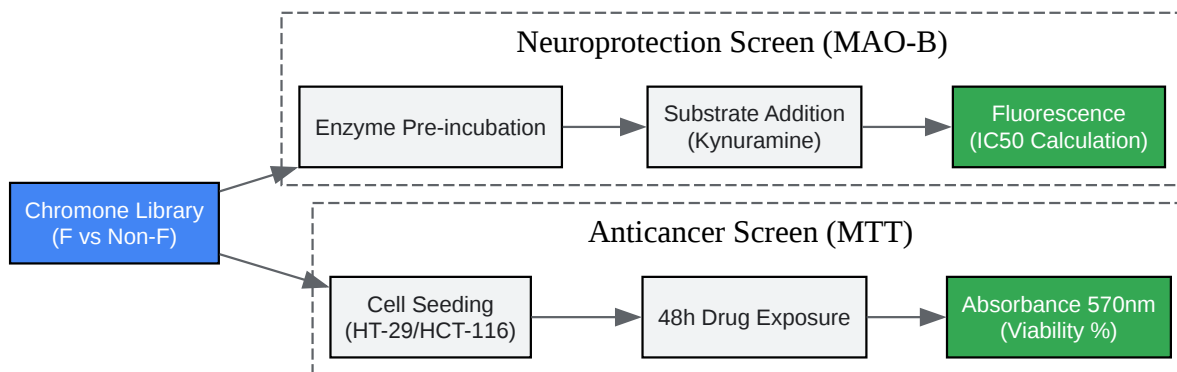 Neuroprotection Screen (MAO-B)
Enzyme Pre-incubation
Substrate Addition
(Kynuramine)
Fluorescence
(IC50 Calculation)
Chromone Library
(F vs Non-F)
Anticancer Screen (MTT)
Cell Seeding
(HT-29/HCT-116)
48h Drug Exposure
Absorbance 570nm
(Viability %)